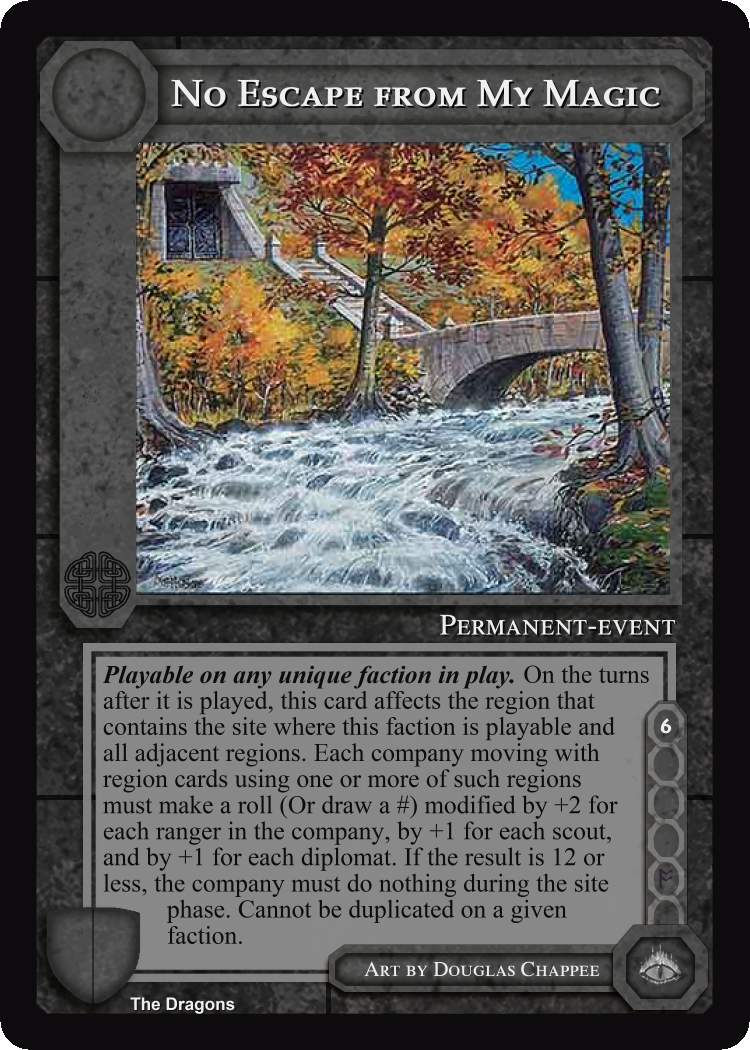 No Escape from My Magic
Permanent-event
Playable on any unique faction in play. On the turns
after it is played, this card affects the region that
contains the site where this faction is playable and
all adjacent regions. Each company moving with
region cards using one or more of such regions
must make a roll (Or draw a #) modified by +2 for
each ranger in the company, by +1 for each scout,
and by +1 for each diplomat. If the result is 12 or
less, the company must do nothing during the site
phase. Cannot be duplicated on a given
faction.
6
Art by Douglas Chappee
The Dragons